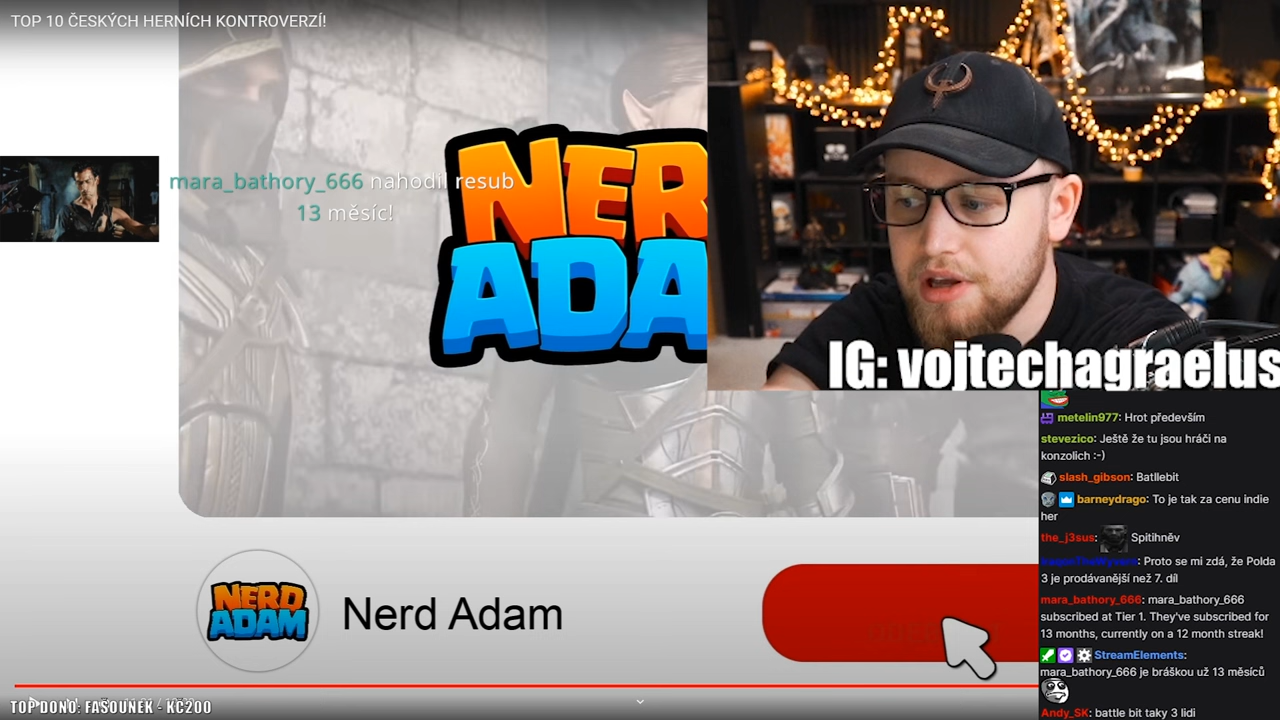 TOP 10 ČESKÝCH HERNÍCH KONTROVERZÍ!
mara_bathory_666 nahodil resub
13 měsíc!
NER
ADA
IG: vojtechagraelus
metelin977: Hrot především
stevezico: Ještě že tu jsou hráči na
konzolich :-)
slash_gibson: Batllebit
barneydrago: To je tak za cenu indie
her
the_j3sus: Spitihněv
: Proto se mi zdá, že Polda
3 je prodávanější než 7. díl
mara_bathory_666: mara_bathory_666
subscribed at Tier 1. They've subscribed for
13 months, currently on a 12 month streak!
StreamElements:
mara_bathory_666 je bráškou už 13 měsíců
Andy_SK: battle bit taky 3 lidi
NERD
ADAM
Nerd Adam
TOP DONO: FASOUNEK - KC200